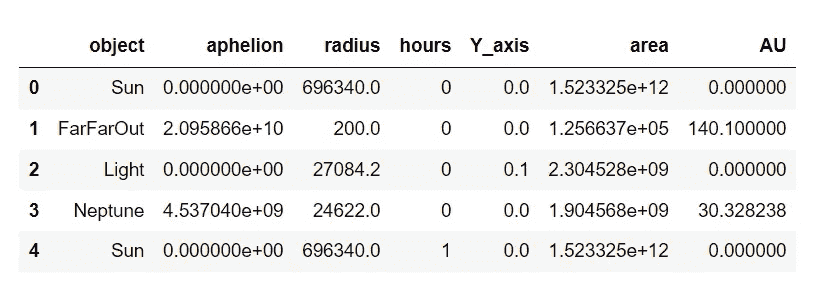 object aphelion radius hours Y_axis area AU
0 Sun 0.000000e+00 696340.0 0 0.0 1.523325e+12 0.000000
1 FarFarOut 2.095866e+10 200.0 0 0.0 1.256637e+05 140.100000
2 Light 0.000000e+00 27084.2 0 0.1 2.304528e+09 0.000000
3 Neptune 4.537040e+09 24622.0 0 0.0 1.904568e+09 30.328238
4 Sun 0.000000e+00 696340.0 1 0.0 1.523325e+12 0.000000